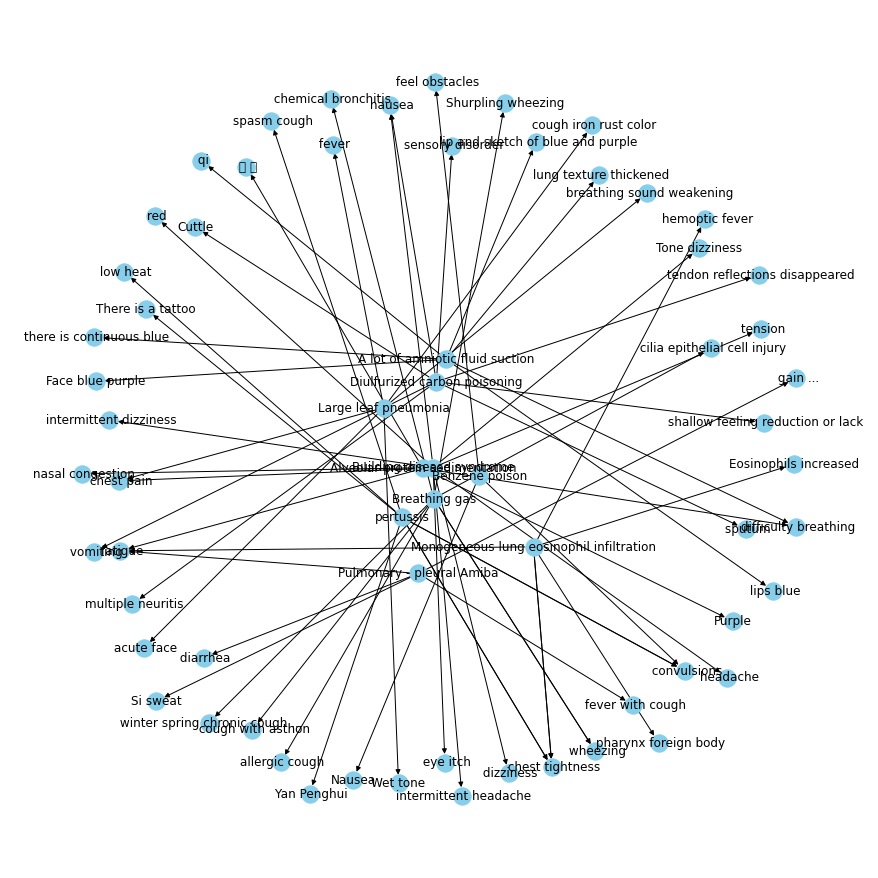 feel obstacles
chemical bronchitis
nausea
Shurpling wheezing
spasm cough
cough iron rust color
fever
sensory disorder
lip and sketch of blue and purple
qi
lung texture thickened
breathing sound weakening
red
Cuttle
hemoptic fever
Tone dizziness
low heat
tendon reflections disappeared
There is a tattoo
tension
there is continuous blue
cilia epithelial cell injury
A lot of amniotic fluid suction
Face blue purple
Diulfurized carbon poisoning
gain ...
Large leaf pneumonia
intermittent dizziness
shallow feeling reduction or lack
Eosinophils increased
nasal congestion
chest pain
Benzene poison
Breathing gas
pertussis
sputum
difficulty breathing
vomiting
fatigue
Monogeneous lung eosinophil infiltration
Pulmonary - pleural Amiba
lips blue
multiple neuritis
Purple
acute face
diarrhea
convulsions
headache
Si sweat
fever with cough
winter spring chronic cough
cough with asthon
pharynx foreign body
wheezing
allergic cough
eye itch
chest tightness
dizziness
Nausea
Wet tone
Yan Penghui
intermittent headache